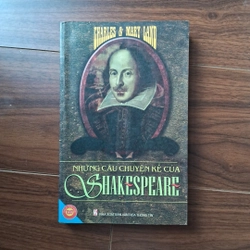 CHARLES & MARY LAMB
NHỮNG CÂU CHUYỆN KỂ CỦA
SHAKESPEARE